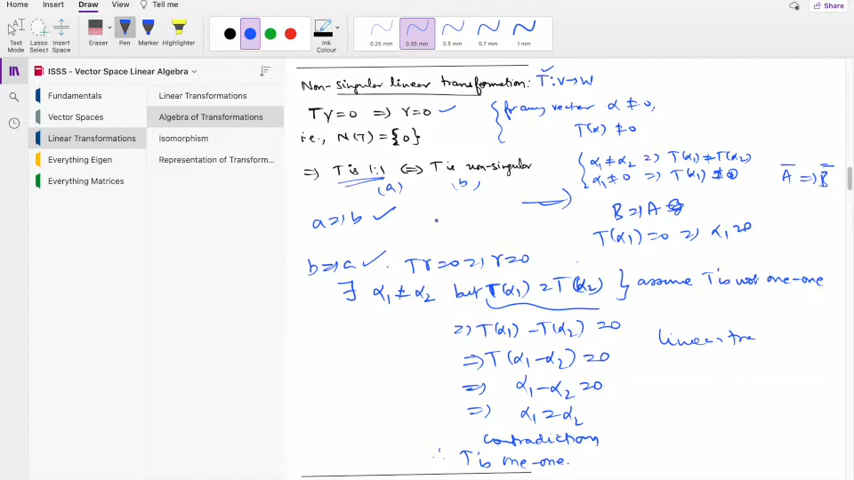 Home Insert Draw View Tell me
Share
Text Mode
Lasso Select
Insert Space
Eraser
Pen
Marker
Highlighter
0.25 mm
0.35 mm
0.5 mm
0.7 mm
1 mm
Ink Colour
ISSS - Vector Space Linear Algebra
Fundamentals
Vector Spaces
Linear Transformations
Everything Eigen
Everything Matrices
Linear Transformations
Algebra of Transformations
Isomorphism
Representation of Transform...
Non-singular linear transformation: T: V → W
Tγ = 0 ⇒ γ = 0 ✓
i.e., N(T) = {0}
{ for any vector α ≠ 0,
T(α) ≠ 0
⇒ T is 1:1 ⇔ T is non-singular
(a) (b)
{ α₁ ≠ α₂ ⇒ T(α₁) ≠ T(α₂)
α₁ ≠ 0 ⇒ T(α₁) ≠ 0
A̅ ⇒ B̅
B ⇒ A
T(α₁) = 0 ⇒ α₁ = 0
a ⇒ b ✓
b ⇒ a ✓. Tγ = 0 ⇒ γ = 0
∃ α₁ ≠ α₂ but T(α₁) = T(α₂) } assume T is not one-one
⇒ T(α₁) - T(α₂) = 0
linear tra
⇒ T(α₁ - α₂) = 0
⇒ α₁ - α₂ = 0
⇒ α₁ = α₂
contradiction
∴ T is one-one.